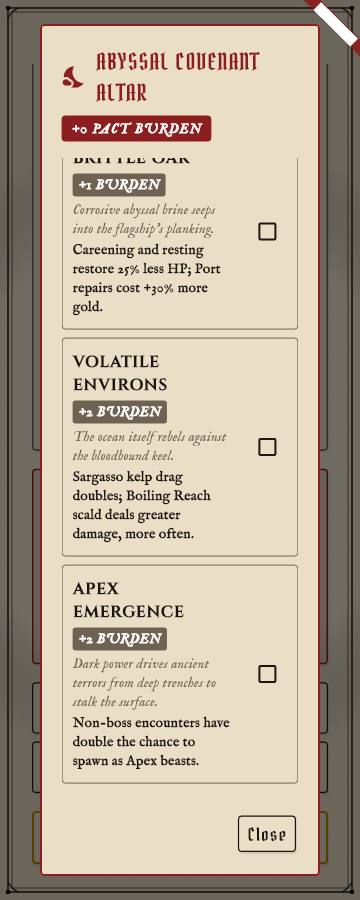 ABYSSAL COVENANT
ALTAR
+0 PACT BURDEN
BRITTLE OAK
+1 BURDEN
Corrosive abyssal brine seeps
into the flagship's planking.
Careening and resting
restore 25% less HP; Port
repairs cost +30% more
gold.
VOLATILE
ENVIRONS
+2 BURDEN
The ocean itself rebels against
the bloodbound keel.
Sargasso kelp drag
doubles; Boiling Reach
scald deals greater
damage, more often.
APEX
EMERGENCE
+2 BURDEN
Dark power drives ancient
terrors from deep trenches to
stalk the surface.
Non-boss encounters have
double the chance to
spawn as Apex beasts.
Close